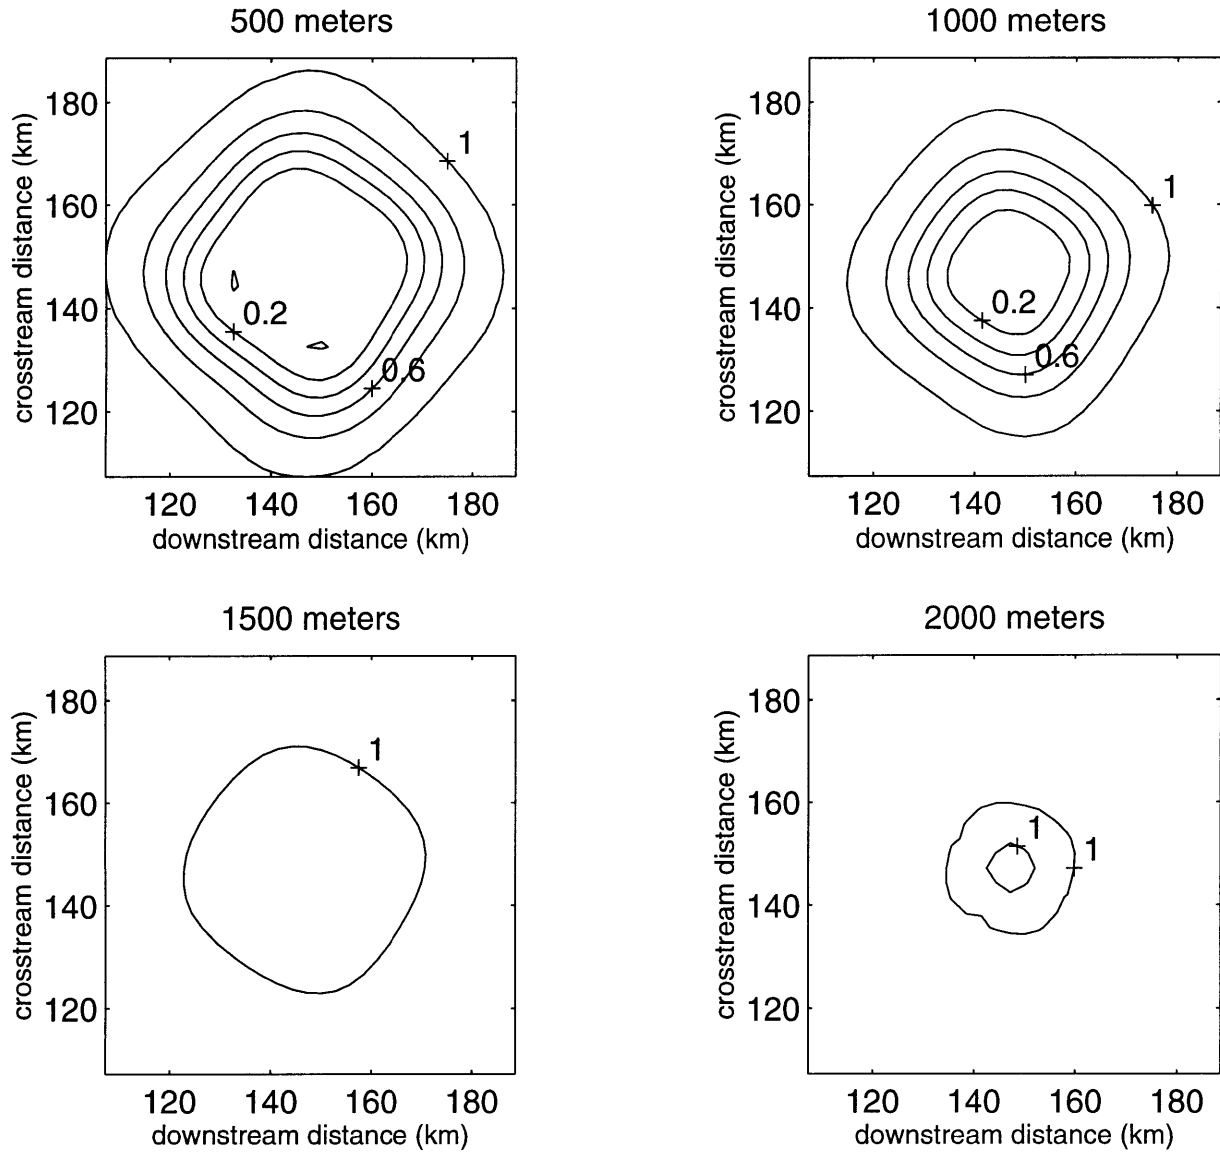 500 meters
crosstream distance (km)
180
160
140
120
1
0.2
0.6
120 140 160 180
downstream distance (km)
1000 meters
crosstream distance (km)
180
160
140
120
1
0.2
0.6
120 140 160 180
downstream distance (km)
1500 meters
crosstream distance (km)
180
160
140
120
1
120 140 160 180
downstream distance (km)
2000 meters
crosstream distance (km)
180
160
140
120
1
1
120 140 160 180
downstream distance (km)